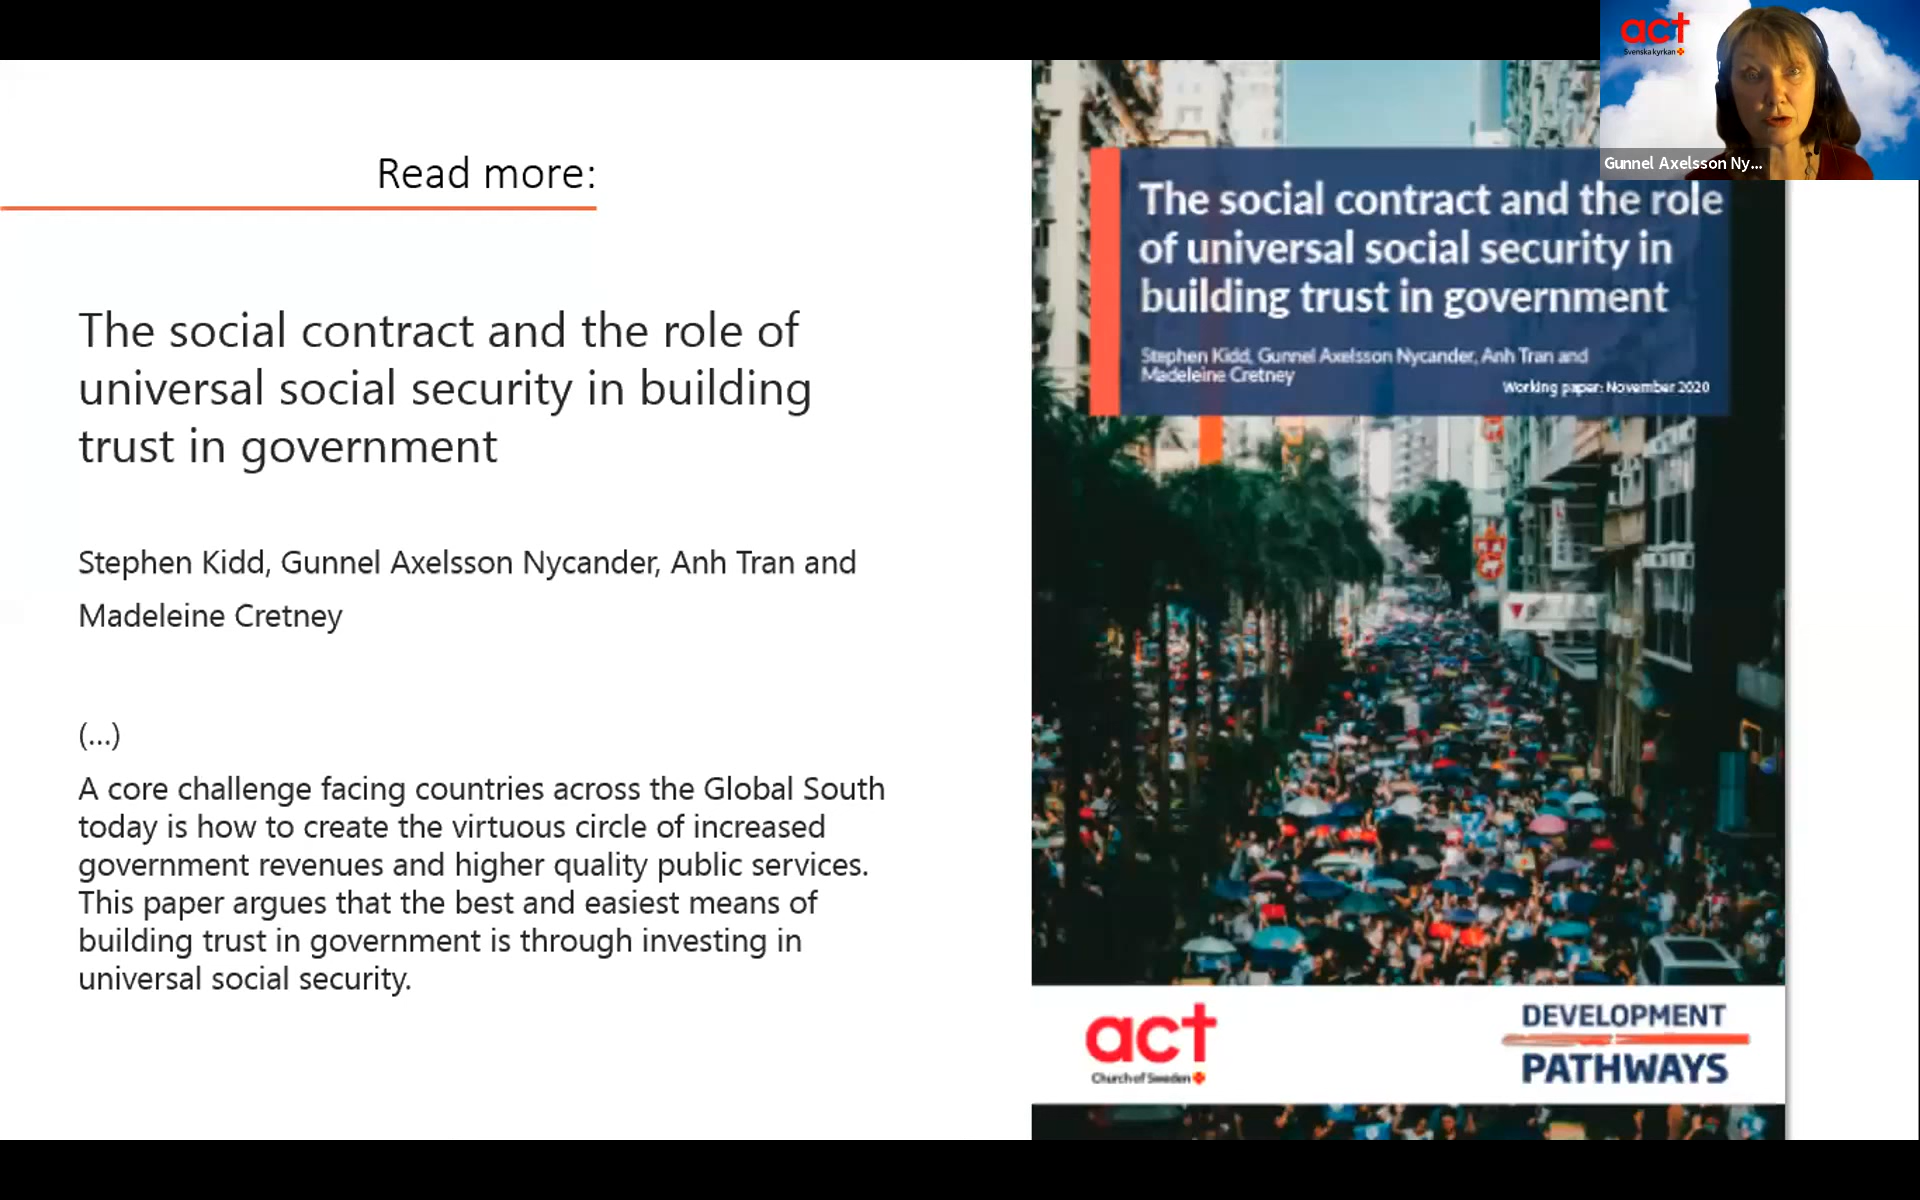 Read more:
The social contract and the role of
universal social security in building
trust in government
Stephen Kidd, Gunnel Axelsson Nycander, Anh Tran and
Madeleine Cretney
(...)
A core challenge facing countries across the Global South
today is how to create the virtuous circle of increased
government revenues and higher quality public services.
This paper argues that the best and easiest means of
building trust in government is through investing in
universal social security.
The social contract and the role
of universal social security in
building trust in government
Stephen Kidd, Gunnel Axelsson Nycander, Anh Tran and
Madeleine Cretney
Working paper: November 2020
act
Church of Sweden
DEVELOPMENT
PATHWAYS
act
Svenska kyrkan
Gunnel Axelsson Ny...